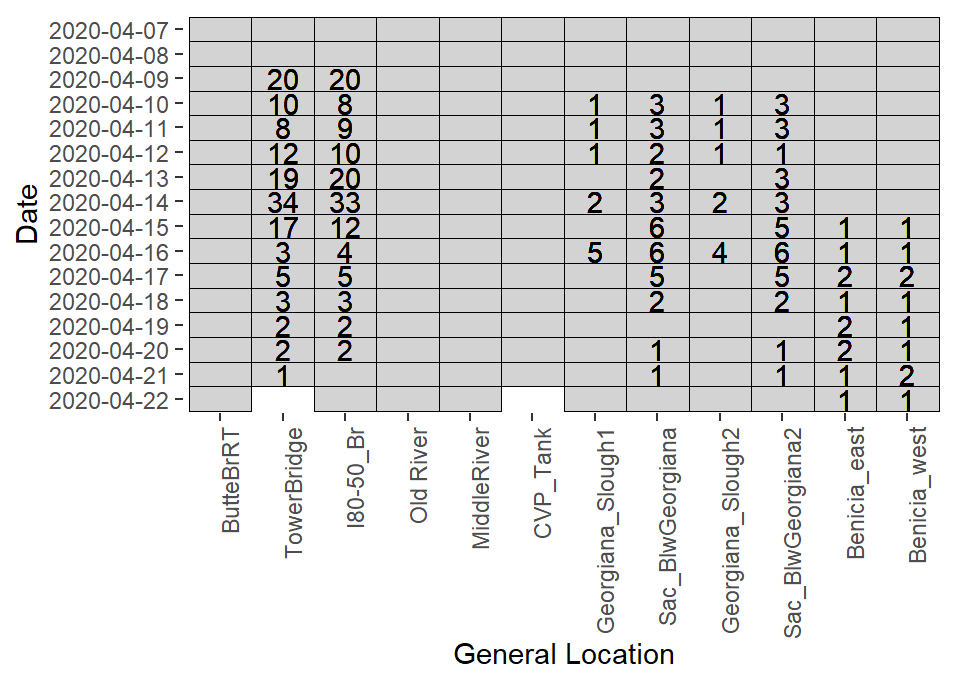 2020-04-07
2020-04-08
2020-04-09 20 20
2020-04-10 10 8 1 3 1 3
2020-04-11 8 9 1 3 1 3
2020-04-12 12 10 1 2 1 1
2020-04-13 19 20 2 3
2020-04-14 34 33 2 3 2 3
2020-04-15 17 12 6 5 1 1
2020-04-16 3 4 5 6 4 6 1 1
2020-04-17 5 5 5 5 2 2
2020-04-18 3 3 2 2 1 1
2020-04-19 2 2 2 1
2020-04-20 2 2 1 1 2 1
2020-04-21 1 1 1 1 2
2020-04-22 1 1
Date
ButteBrRT
TowerBridge
I80-50_Br
Old River
MiddleRiver
CVP_Tank
Georgiana_Slough1
Sac_BlwGeorgiana
Georgiana_Slough2
Sac_BlwGeorgiana2
Benicia_east
Benicia_west
General Location